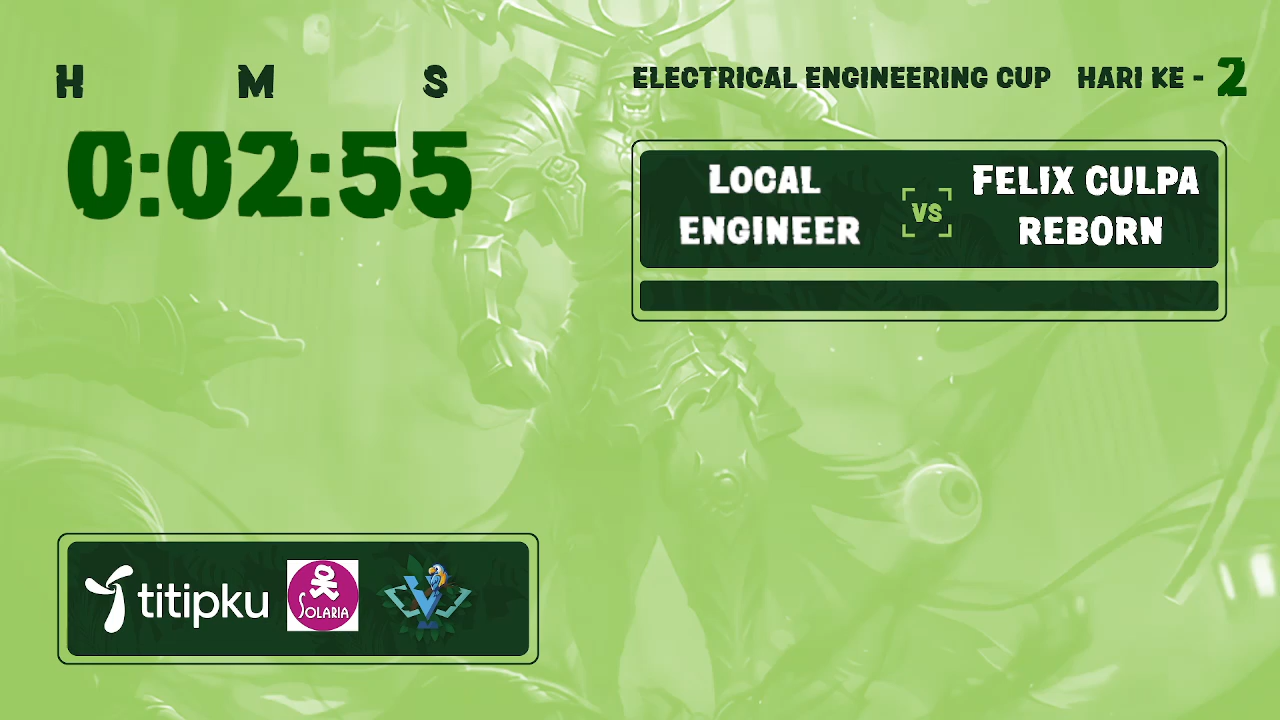 H M S
0:02:55
ELECTRICAL ENGINEERING CUP HARI KE - 2
LOCAL
ENGINEER
VS
FELIX CULPA
REBORN
titipku
SOLARIA